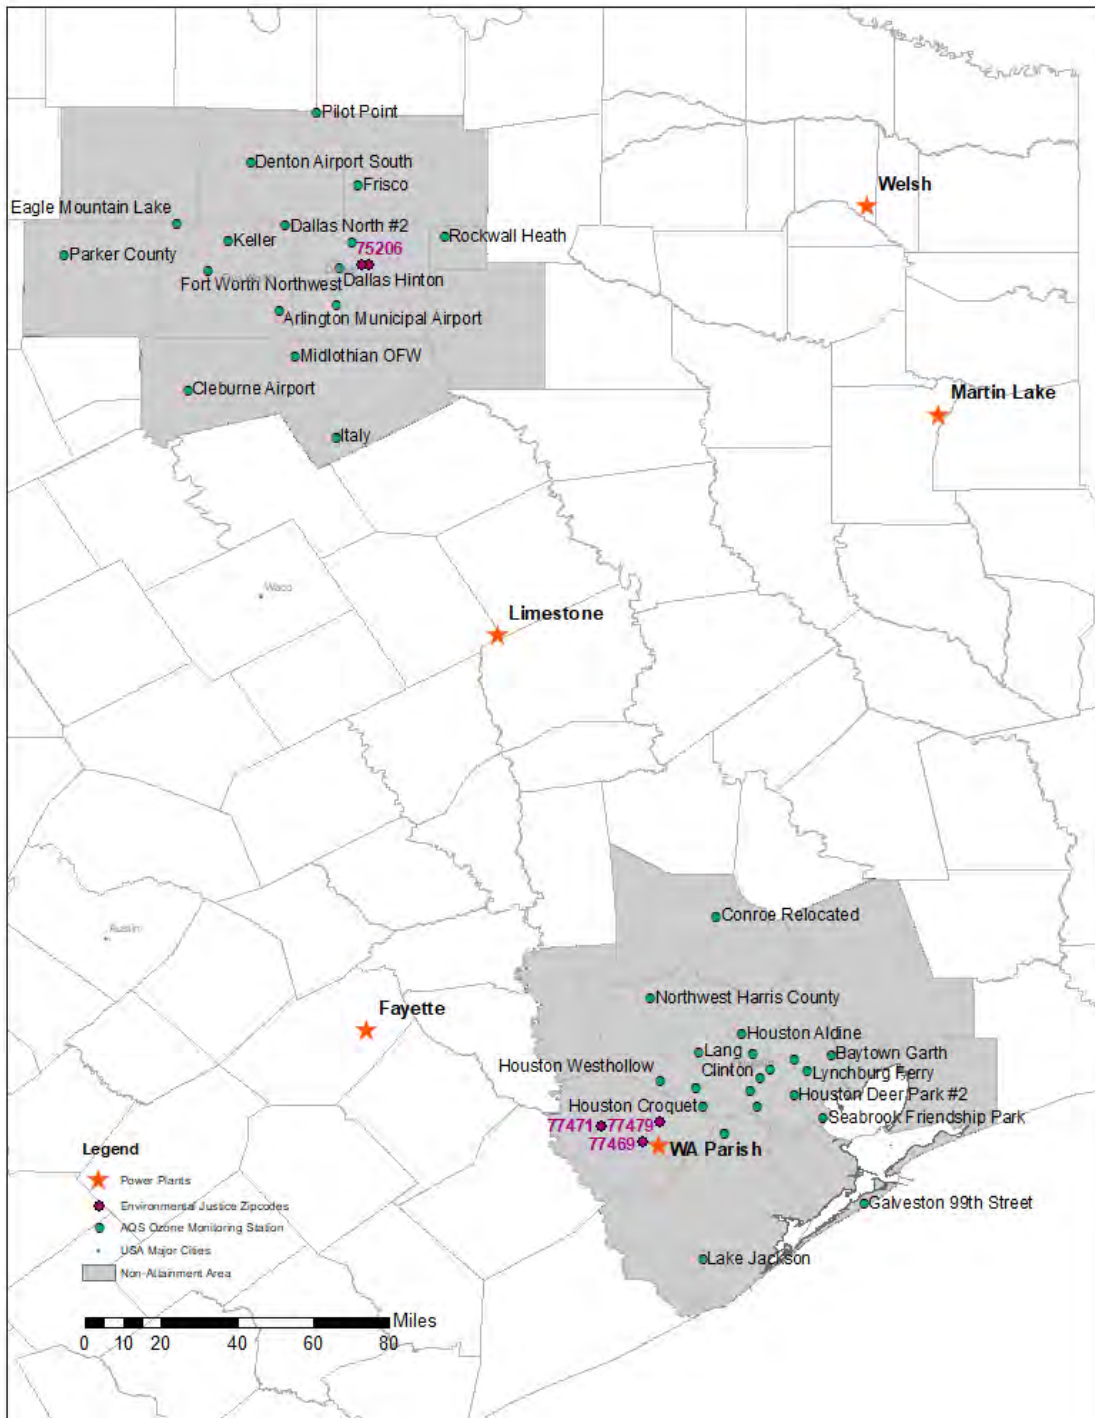 Pilot Point
Denton Airport South
Frisco
Welsh
Eagle Mountain Lake
Dallas North #2
Keller
Rockwall Heath
75206
Parker County
Fort Worth Northwest
Dallas Hinton
Arlington Municipal Airport
Midlothian OFW
Cleburne Airport
Martin Lake
Italy
Waco
Limestone
Austin
Conroe Relocated
Northwest Harris County
Fayette
Houston Aldine
Lang
Baytown Garth
Houston Westhollow
Clinton
Lynchburg Ferry
Houston Deer Park #2
Houston Croquet
Seabrook Friendship Park
77471
77479
77469
WA Parish
Galveston 99th Street
Lake Jackson
Legend
Power Plants
Environmental Justice Zipcodes
AQS Ozone Monitoring Station
USA Major Cities
Non-Attainment Area
Miles
0 10 20 40 60 80